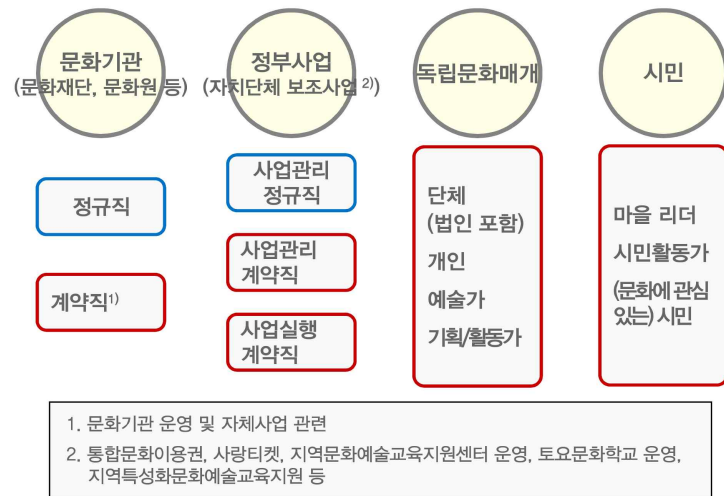 문화기관
(문화재단, 문화원 등)
정부사업
(자치단체 보조사업 2))
독립문화매개
시민
정규직
계약직1)
사업관리
정규직
사업관리
계약직
사업실행
계약직
단체
(법인 포함)
개인
예술가
기획/활동가
마을 리더
시민활동가
(문화에 관심
있는) 시민
1. 문화기관 운영 및 자체사업 관련
2. 통합문화이용권, 사랑티켓, 지역문화예술교육지원센터 운영, 토요문화학교 운영,
지역특성화문화예술교육지원 등